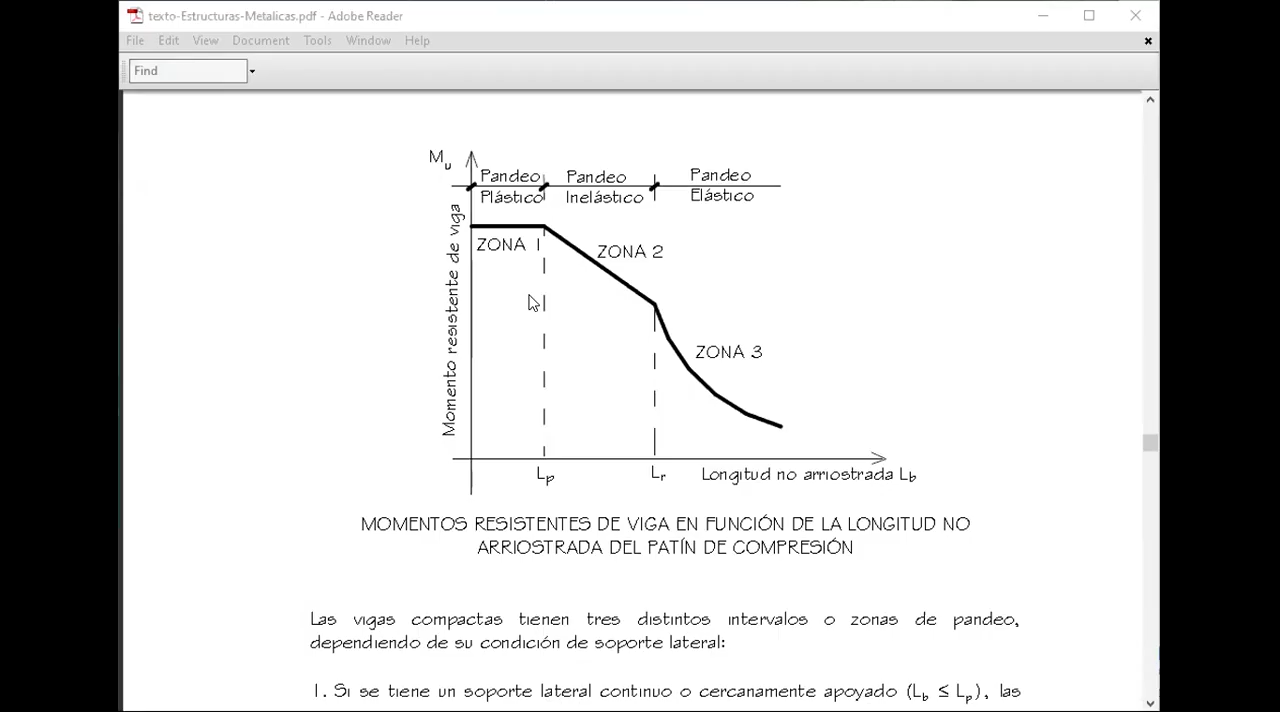 texto-Estructuras-Metalicas.pdf - Adobe Reader
File Edit View Document Tools Window Help
Find
Mu
Pandeo Plástico
Pandeo Inelástico
Pandeo Elástico
Momento resistente de viga
ZONA 1
ZONA 2
ZONA 3
Lp
Lr
Longitud no arriostrada Lb
MOMENTOS RESISTENTES DE VIGA EN FUNCIÓN DE LA LONGITUD NO
ARRIOSTRADA DEL PATÍN DE COMPRESIÓN
Las vigas compactas tienen tres distintos intervalos o zonas de pandeo,
dependiendo de su condición de soporte lateral:
1. Si se tiene un soporte lateral continuo o cercanamente apoyado (Lb ≤ Lp), las